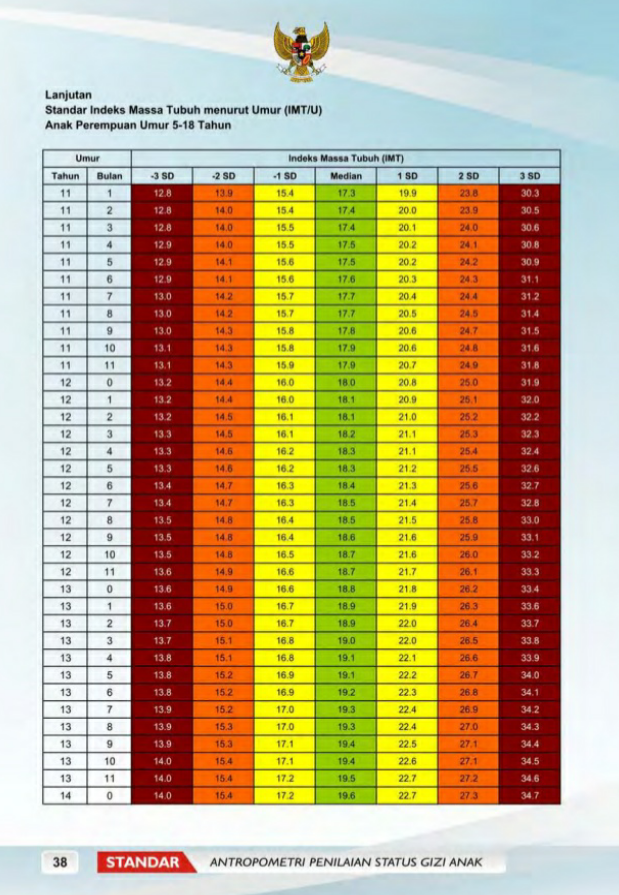 Lanjutan
Standar Indeks Massa Tubuh menurut Umur (IMT/U)
Anak Perempuan Umur 5-18 Tahun
Umur Indeks Massa Tubuh (IMT)
Tahun Bulan -3 SD -2 SD -1 SD Median 1 SD 2 SD 3 SD
11 1 12.8 13.9 15.4 17.3 19.9 23.8 30.3
11 2 12.8 14.0 15.4 17.4 20.0 23.9 30.5
11 3 12.8 14.0 15.5 17.4 20.1 24.0 30.6
11 4 12.9 14.0 15.5 17.5 20.2 24.1 30.8
11 5 12.9 14.1 15.6 17.5 20.2 24.2 30.9
11 6 12.9 14.1 15.6 17.6 20.3 24.3 31.1
11 7 13.0 14.2 15.7 17.7 20.4 24.4 31.2
11 8 13.0 14.2 15.7 17.7 20.5 24.5 31.4
11 9 13.0 14.3 15.8 17.8 20.6 24.7 31.5
11 10 13.1 14.3 15.8 17.9 20.6 24.8 31.6
11 11 13.1 14.3 15.9 17.9 20.7 24.9 31.8
12 0 13.2 14.4 16.0 18.0 20.8 25.0 31.9
12 1 13.2 14.4 16.0 18.1 20.9 25.1 32.0
12 2 13.2 14.5 16.1 18.1 21.0 25.2 32.2
12 3 13.3 14.5 16.1 18.2 21.1 25.3 32.3
12 4 13.3 14.6 16.2 18.3 21.1 25.4 32.4
12 5 13.3 14.6 16.2 18.3 21.2 25.5 32.6
12 6 13.4 14.7 16.3 18.4 21.3 25.6 32.7
12 7 13.4 14.7 16.3 18.5 21.4 25.7 32.8
12 8 13.5 14.8 16.4 18.5 21.5 25.8 33.0
12 9 13.5 14.8 16.4 18.6 21.6 25.9 33.1
12 10 13.5 14.8 16.5 18.7 21.6 26.0 33.2
12 11 13.6 14.9 16.6 18.7 21.7 26.1 33.3
13 0 13.6 14.9 16.6 18.8 21.8 26.2 33.4
13 1 13.6 15.0 16.7 18.9 21.9 26.3 33.6
13 2 13.7 15.0 16.7 18.9 22.0 26.4 33.7
13 3 13.7 15.1 16.8 19.0 22.0 26.5 33.8
13 4 13.8 15.1 16.8 19.1 22.1 26.6 33.9
13 5 13.8 15.2 16.9 19.1 22.2 26.7 34.0
13 6 13.8 15.2 16.9 19.2 22.3 26.8 34.1
13 7 13.9 15.2 17.0 19.3 22.4 26.9 34.2
13 8 13.9 15.3 17.0 19.3 22.4 27.0 34.3
13 9 13.9 15.3 17.1 19.4 22.5 27.1 34.4
13 10 14.0 15.4 17.1 19.4 22.6 27.1 34.5
13 11 14.0 15.4 17.2 19.5 22.7 27.2 34.6
14 0 14.0 15.4 17.2 19.6 22.7 27.3 34.7
38 STANDAR ANTROPOMETRI PENILAIAN STATUS GIZI ANAK